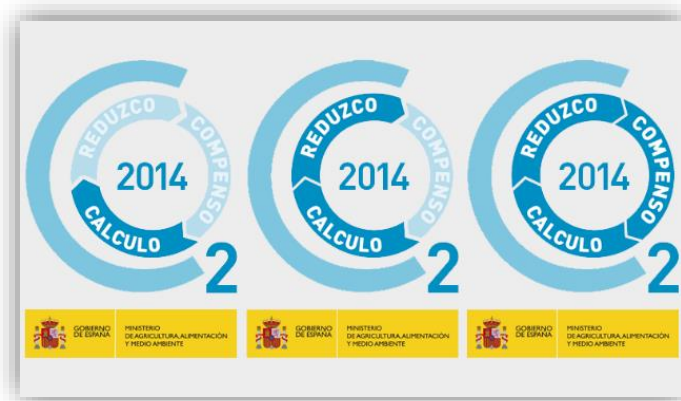 REDUZCO
COMPENSO
CALCULO
2014
2
GOBIERNO
DE ESPAÑA
MINISTERIO
DE AGRICULTURA, ALIMENTACIÓN
Y MEDIO AMBIENTE
REDUZCO
COMPENSO
CALCULO
2014
2
GOBIERNO
DE ESPAÑA
MINISTERIO
DE AGRICULTURA, ALIMENTACIÓN
Y MEDIO AMBIENTE
REDUZCO
COMPENSO
CALCULO
2014
2
GOBIERNO
DE ESPAÑA
MINISTERIO
DE AGRICULTURA, ALIMENTACIÓN
Y MEDIO AMBIENTE